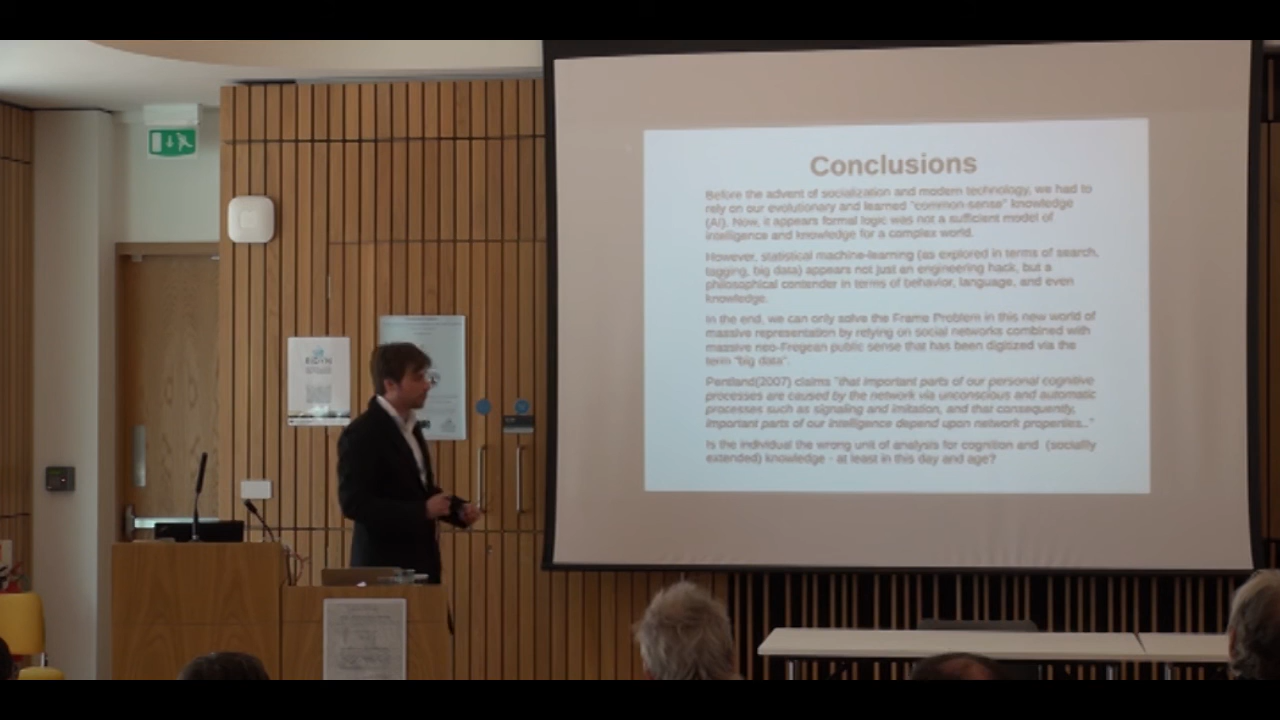 Conclusions
Before the advent of socialization and modern technology, we had to
rely on our evolutionary and learned "common-sense" knowledge
(AI). Now, it appears formal logic was not a sufficient model of
intelligence and knowledge for a complex world.
However, statistical machine-learning (as explored in terms of search,
tagging, big data) appears not just an engineering hack, but a
philosophical contender in terms of behavior, language, and even
knowledge.
In the end, we can only solve the Frame Problem in this new world of
massive representation by relying on social networks combined with
massive neo-Fregean public sense that has been digitized via the
term "big data".
Pentland(2007) claims "that important parts of our personal cognitive
processes are caused by the network via unconscious and automatic
processes such as signaling and imitation, and that consequently,
important parts of our intelligence depend upon network properties.."
Is the individual the wrong unit of analysis for cognition and (socially
extended) knowledge - at least in this day and age?